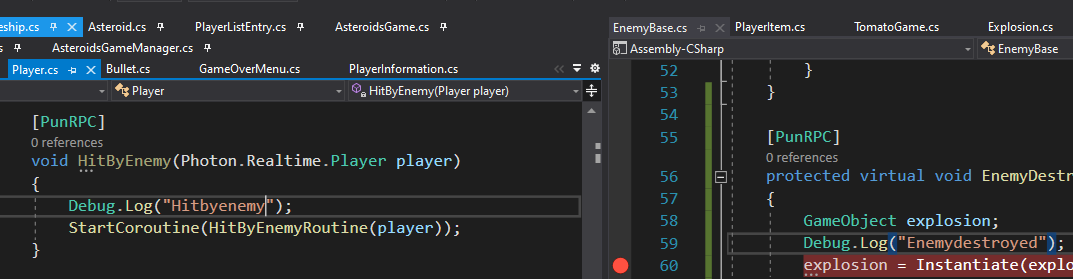 eship.cs Asteroid.cs PlayerListEntry.cs AsteroidsGame.cs
s AsteroidsGameManager.cs
Player.cs Bullet.cs GameOverMenu.cs PlayerInformation.cs
Player HitByEnemy(Player player)
[PunRPC]
0 references
void HitByEnemy(Photon.Realtime.Player player)
{
Debug.Log("Hitbyenemy");
StartCoroutine(HitByEnemyRoutine(player));
}
EnemyBase.cs PlayerItem.cs TomatoGame.cs Explosion.cs
Assembly-CSharp EnemyBase
52 }
53 }
54
55 [PunRPC]
0 references
56 protected virtual void EnemyDestr
57 {
58 GameObject explosion;
59 Debug.Log("Enemydestroyed");
60 explosion = Instantiate(explo